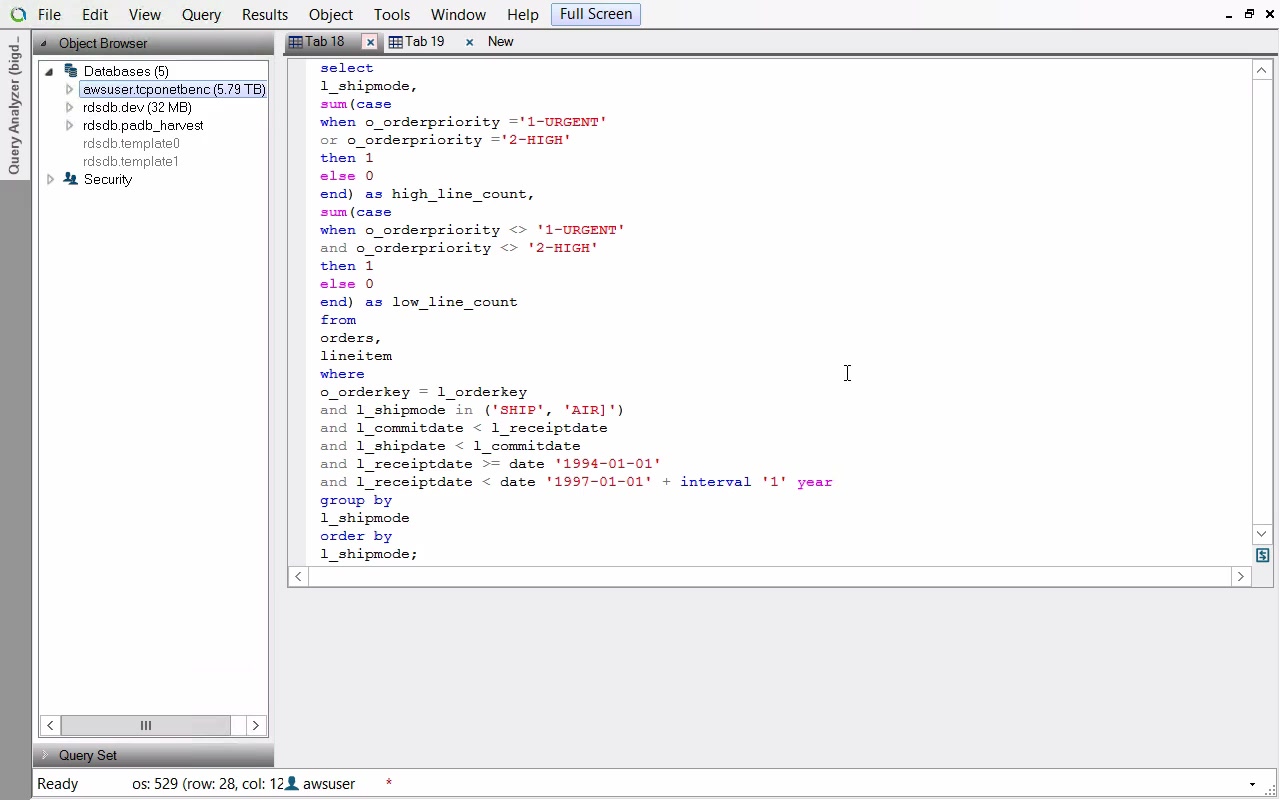 File Edit View Query Results Object Tools Window Help Full Screen
Query Analyzer (bigd...
Object Browser
Databases (5)
awsuser.tcponetbenc (5.79 TB)
rdsdb.dev (32 MB)
rdsdb.padb_harvest
rdsdb.template0
rdsdb.template1
Security
Query Set
Tab 18 Tab 19 New
select
l_shipmode,
sum(case
when o_orderpriority ='1-URGENT'
or o_orderpriority ='2-HIGH'
then 1
else 0
end) as high_line_count,
sum(case
when o_orderpriority <> '1-URGENT'
and o_orderpriority <> '2-HIGH'
then 1
else 0
end) as low_line_count
from
orders,
lineitem
where
o_orderkey = l_orderkey
and l_shipmode in ('SHIP', 'AIR]')
and l_commitdate < l_receiptdate
and l_shipdate < l_commitdate
and l_receiptdate >= date '1994-01-01'
and l_receiptdate < date '1997-01-01' + interval '1' year
group by
l_shipmode
order by
l_shipmode;
Ready os: 529 (row: 28, col: 12 awsuser *